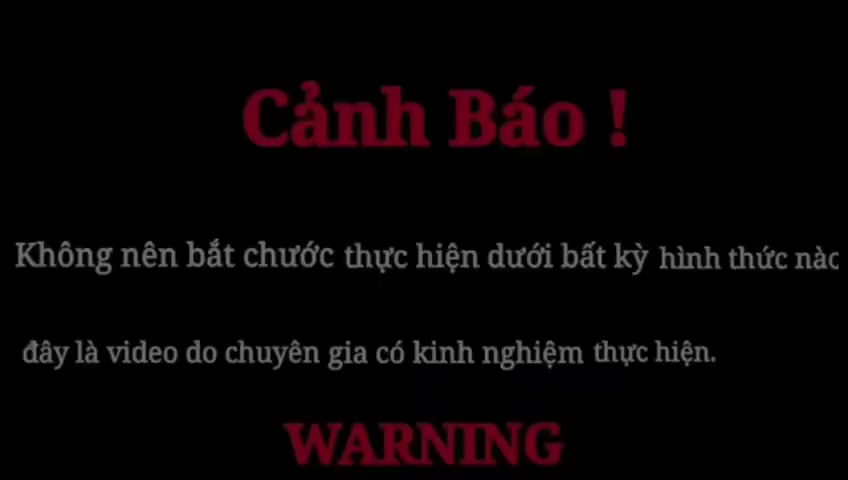 Cảnh Báo !
Không nên bắt chước thực hiện dưới bất kỳ hình thức nào
đây là video do chuyên gia có kinh nghiệm thực hiện.
WARNING